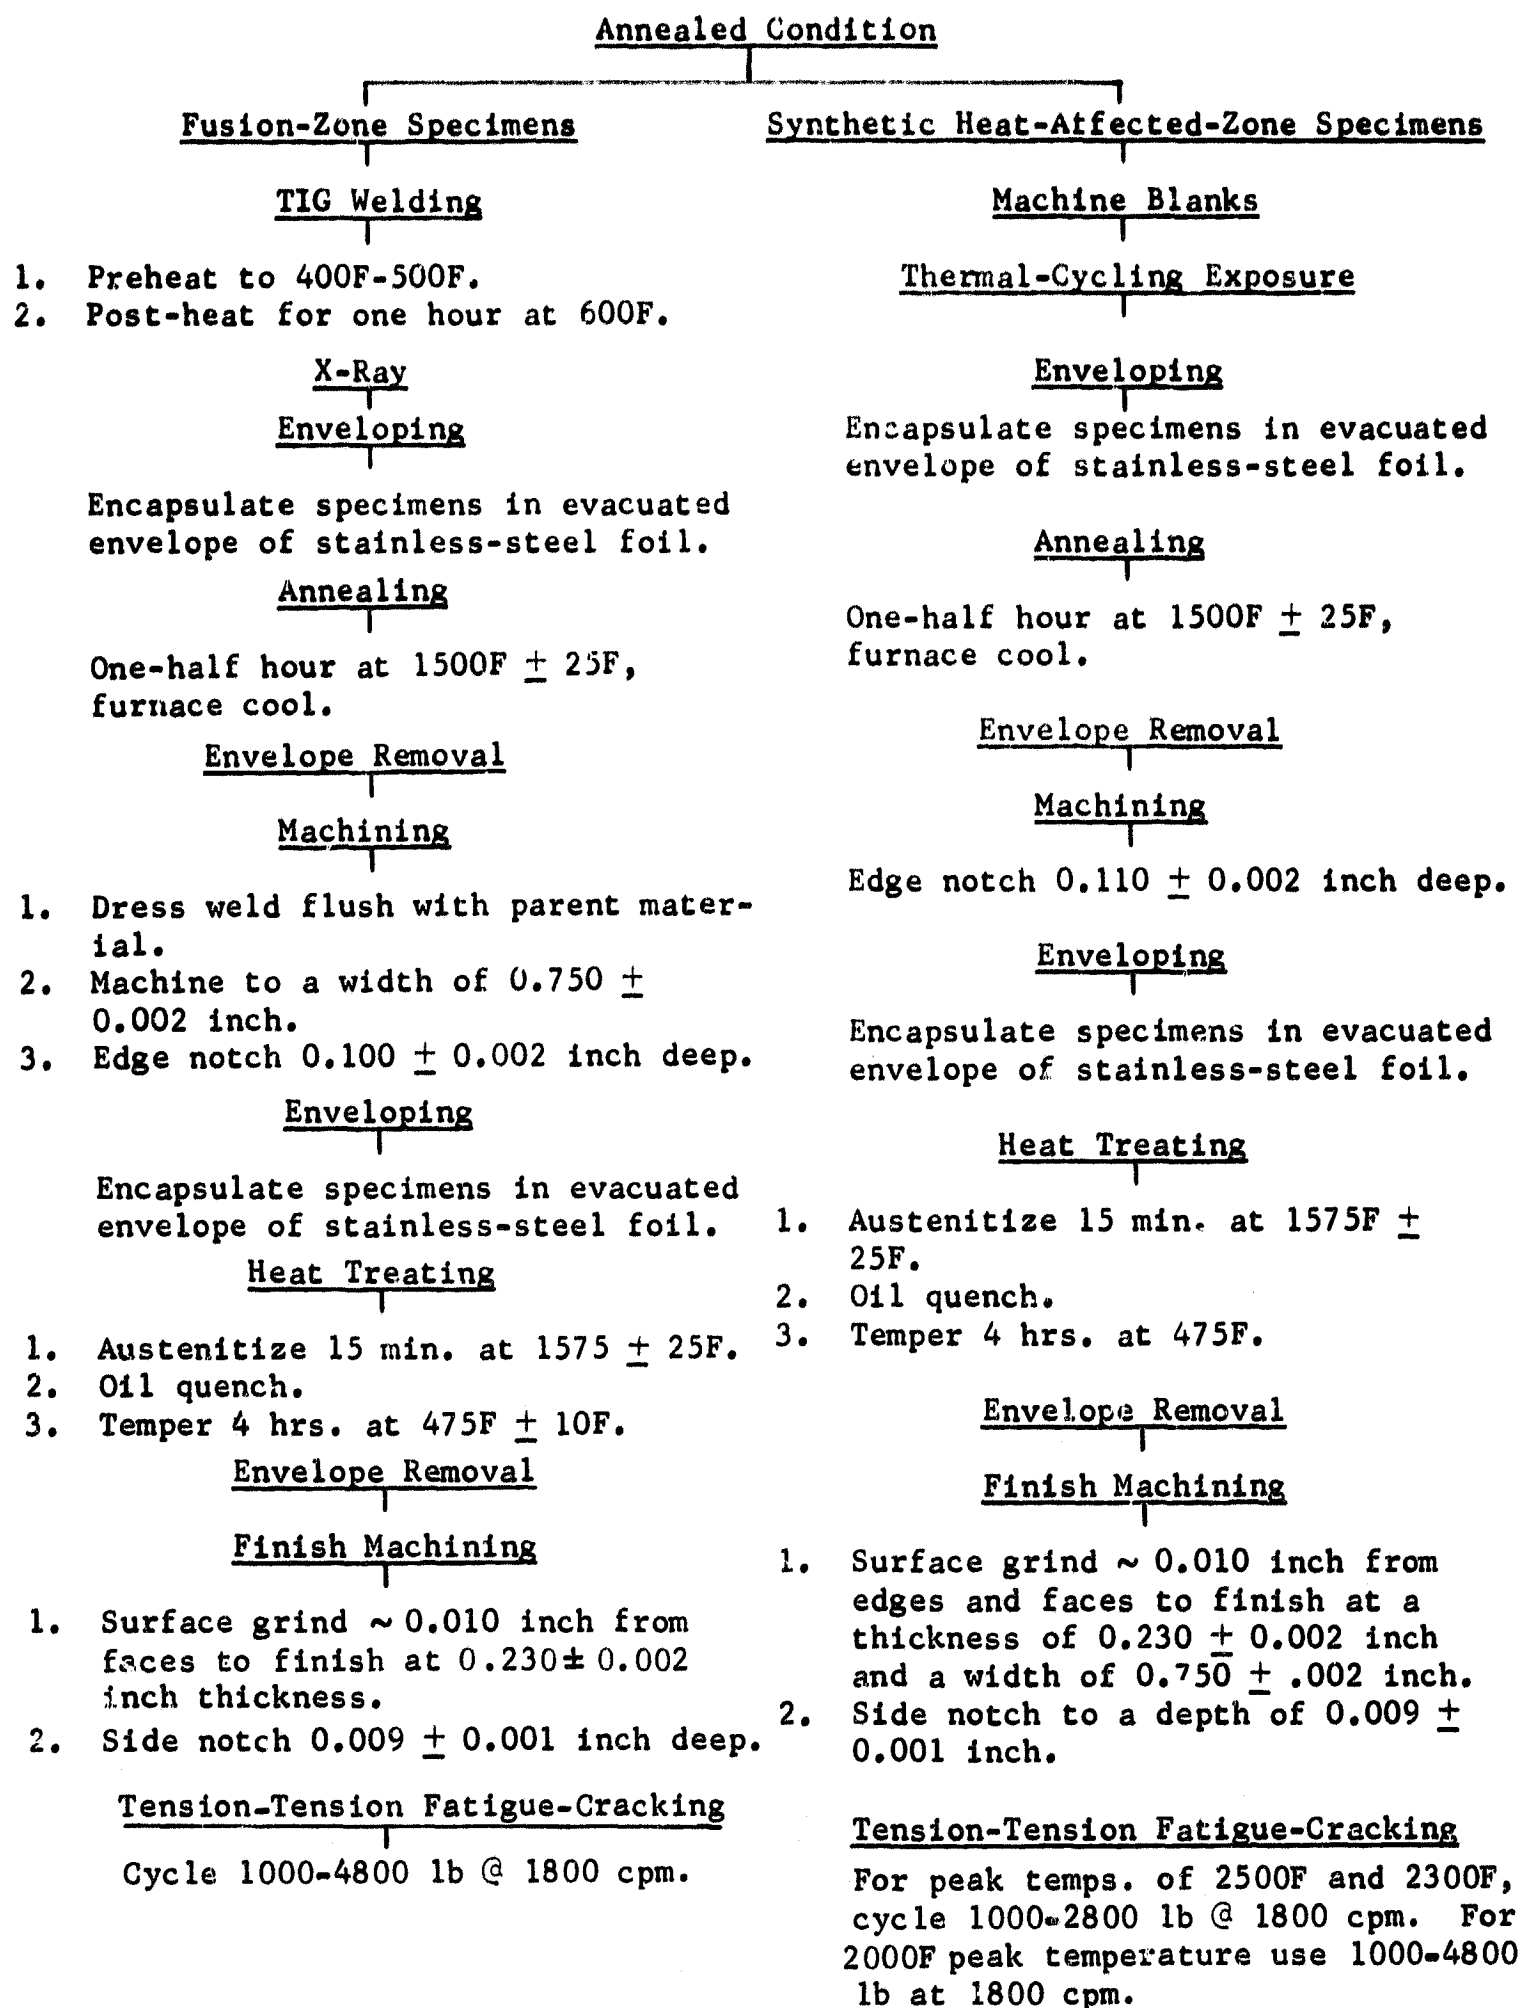 Annealed Condition
Fusion-Zone Specimens
TIG Welding
1. Preheat to 400F-500F.
2. Post-heat for one hour at 600F.
X-Ray
Enveloping
Encapsulate specimens in evacuated
envelope of stainless-steel foil.
Annealing
One-half hour at 1500F ± 25F,
furnace cool.
Envelope Removal
Machining
1. Dress weld flush with parent mater-
ial.
2. Machine to a width of 0.750 ±
0.002 inch.
3. Edge notch 0.100 ± 0.002 inch deep.
Enveloping
Encapsulate specimens in evacuated
envelope of stainless-steel foil.
Heat Treating
1. Austenitize 15 min. at 1575 ± 25F.
2. Oil quench.
3. Temper 4 hrs. at 475F ± 10F.
Envelope Removal
Finish Machining
1. Surface grind ~ 0.010 inch from
faces to finish at 0.230± 0.002
inch thickness.
2. Side notch 0.009 ± 0.001 inch deep.
Tension-Tension Fatigue-Cracking
Cycle 1000-4800 lb @ 1800 cpm.
Synthetic Heat-Affected-Zone Specimens
Machine Blanks
Thermal-Cycling Exposure
Enveloping
Encapsulate specimens in evacuated
envelope of stainless-steel foil.
Annealing
One-half hour at 1500F ± 25F,
furnace cool.
Envelope Removal
Machining
Edge notch 0.110 ± 0.002 inch deep.
Enveloping
Encapsulate specimens in evacuated
envelope of stainless-steel foil.
Heat Treating
1. Austenitize 15 min. at 1575F ±
25F.
2. Oil quench.
3. Temper 4 hrs. at 475F.
Envelope Removal
Finish Machining
1. Surface grind ~ 0.010 inch from
edges and faces to finish at a
thickness of 0.230 ± 0.002 inch
and a width of 0.750 ± .002 inch.
2. Side notch to a depth of 0.009 ±
0.001 inch.
Tension-Tension Fatigue-Cracking
For peak temps. of 2500F and 2300F,
cycle 1000-2800 lb @ 1800 cpm. For
2000F peak temperature use 1000-4800
lb at 1800 cpm.